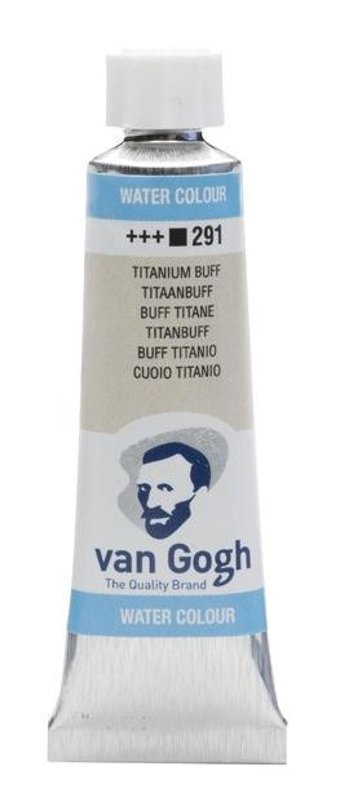 WATER COLOUR
+++■291
TITANIUM BUFF
TITAANBUFF
BUFF TITANE
TITANBUFF
BUFF TITANIO
CUOIO TITANIO
van Gogh
The Quality Brand
WATER COLOUR